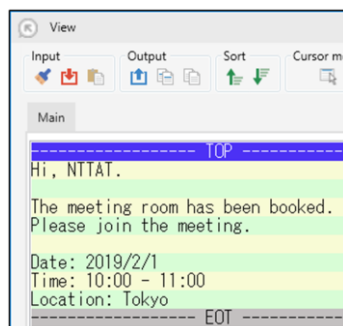 View
Input Output Sort Cursor m
Main
------------------ TOP -----------
Hi, NTTAT.
The meeting room has been booked.
Please join the meeting.
Date: 2019/2/1
Time: 10:00 - 11:00
Location: Tokyo
------------------ EOT -----------